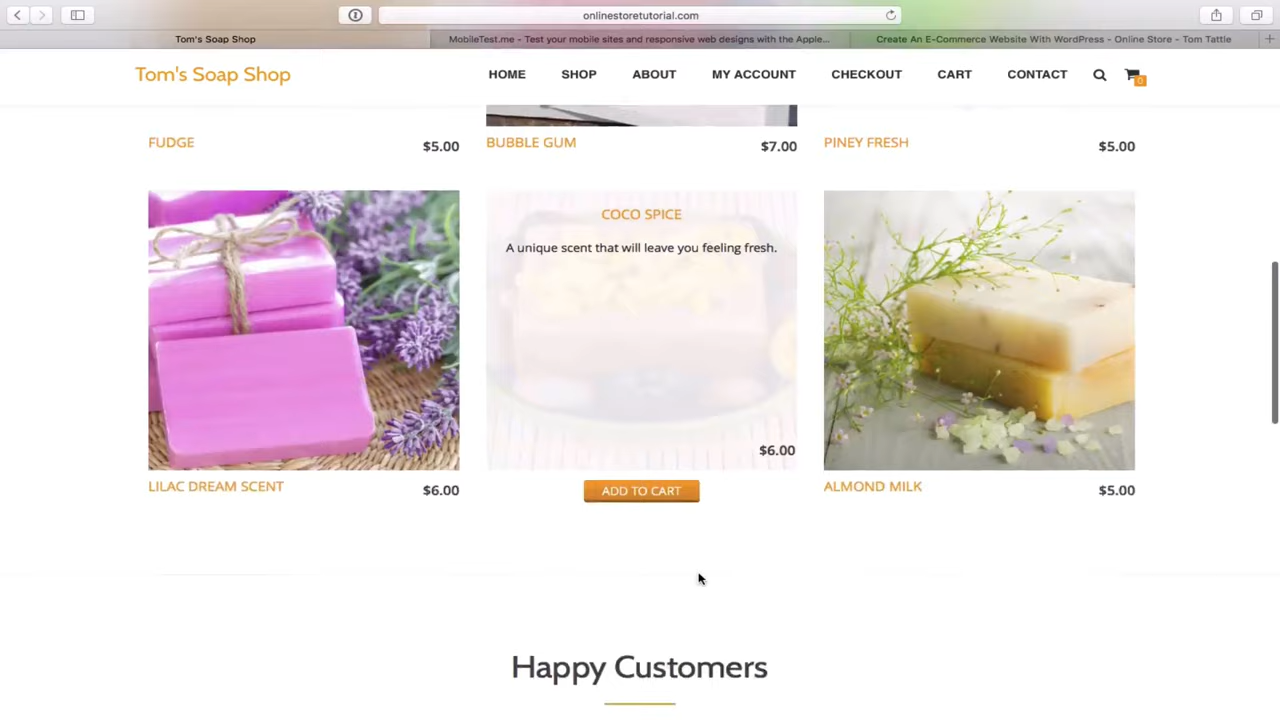 onlinestoretutorial.com
Tom's Soap Shop
MobileTest.me - Test your mobile sites and responsive web designs with the Apple...
Create An E-Commerce Website With WordPress - Online Store - Tom Tattle
Tom's Soap Shop
HOME
SHOP
ABOUT
MY ACCOUNT
CHECKOUT
CART
CONTACT
0
FUDGE
$5.00
BUBBLE GUM
$7.00
PINEY FRESH
$5.00
COCO SPICE
A unique scent that will leave you feeling fresh.
$6.00
LILAC DREAM SCENT
$6.00
ADD TO CART
ALMOND MILK
$5.00
Happy Customers